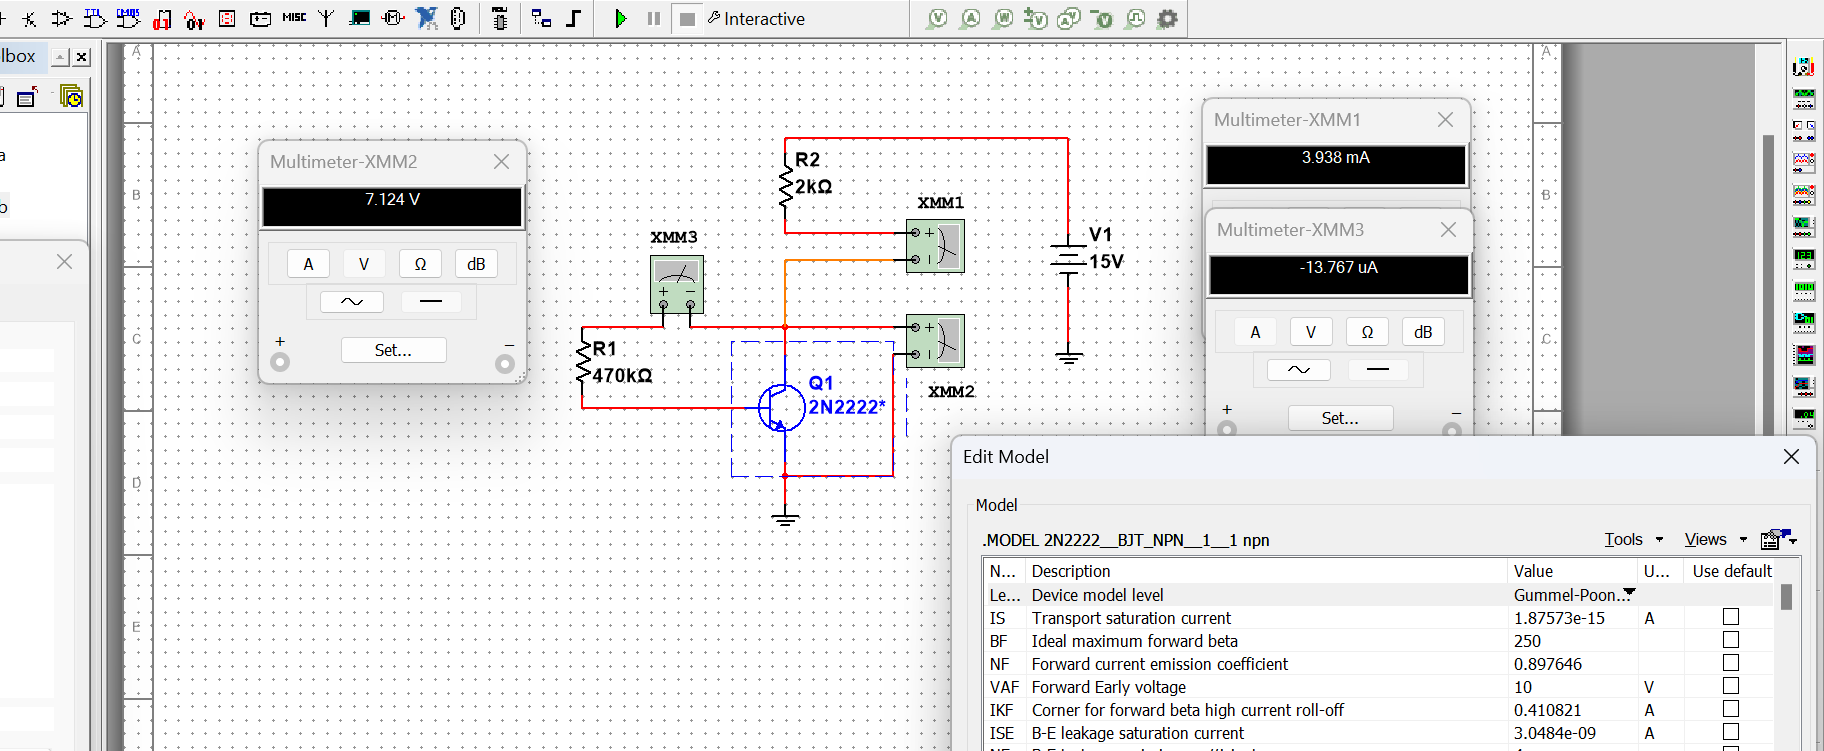 TTL
CMOS
MISC
Interactive
V
A
W
V
A
V
lbox
a
b
A
B
C
D
E
A
B
C
Multimeter-XMM2
7.124 V
A
V
Ω
dB
+
−
Set...
XMM3
+
−
R1
470kΩ
R2
2kΩ
XMM1
+
XMM2
+
V1
15V
Q1
2N2222*
Multimeter-XMM1
3.938 mA
Multimeter-XMM3
-13.767 uA
A
V
Ω
dB
+
−
Set...
Edit Model
Model
.MODEL 2N2222__BJT_NPN__1__1 npn
Tools
Views
N... Description Value U... Use default
Le... Device model level Gummel-Poon...
IS Transport saturation current 1.87573e-15 A
BF Ideal maximum forward beta 250
NF Forward current emission coefficient 0.897646
VAF Forward Early voltage 10 V
IKF Corner for forward beta high current roll-off 0.410821 A
ISE B-E leakage saturation current 3.0484e-09 A